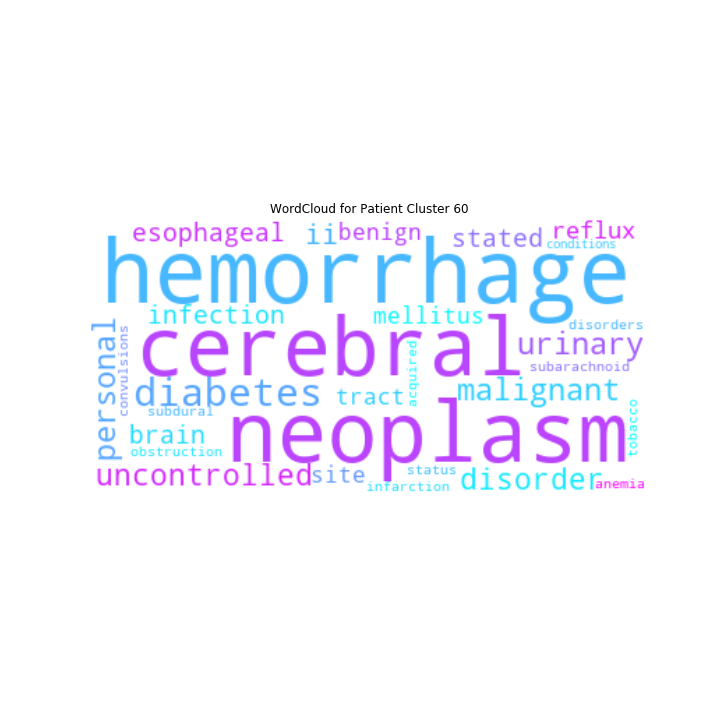 WordCloud for Patient Cluster 60
esophageal
ii
benign
stated
reflux
conditions
hemorrhage
infection
mellitus
disorders
cerebral
urinary
subarachnoid
personal
convulsions
diabetes
tract
acquired
malignant
subdural
neoplasm
tobacco
brain
obstruction
uncontrolled
site
status
infarction
disorder
anemia